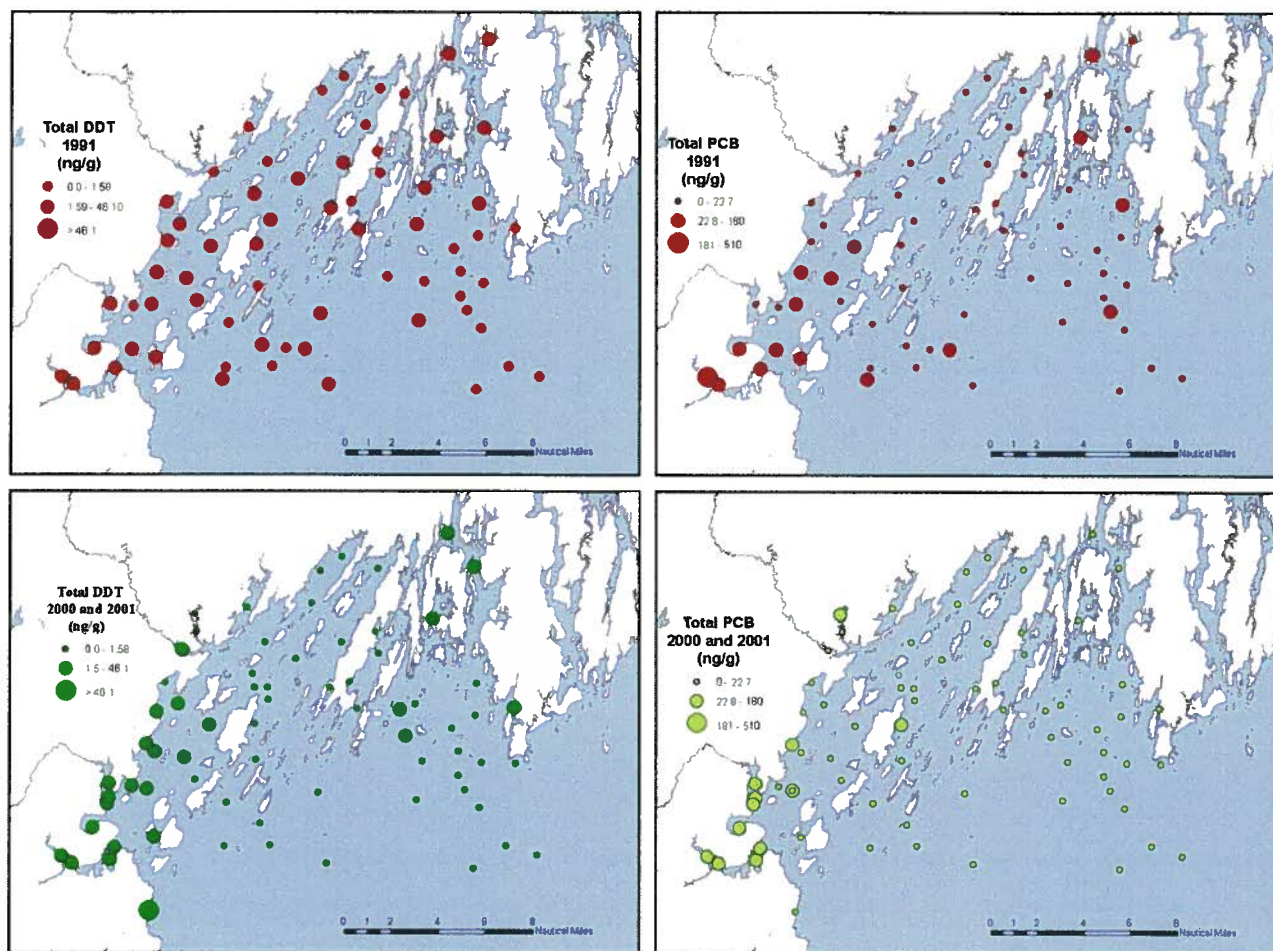 Total DDT
1991
(ng/g)
0.0 - 1.58
1.59 - 46.10
> 46.1
0 1 2 4 6 8
Nautical Miles
Total PCB
1991
(ng/g)
0 - 22.7
22.8 - 180
181 - 510
0 1 2 4 6 8
Nautical Miles
Total DDT
2000 and 2001
(ng/g)
0.0 - 1.58
1.5 - 46.1
> 46.1
0 1 2 4 6 8
Nautical Miles
Total PCB
2000 and 2001
(ng/g)
0 - 22.7
22.8 - 180
181 - 510
0 1 2 4 6 8
Nautical Miles